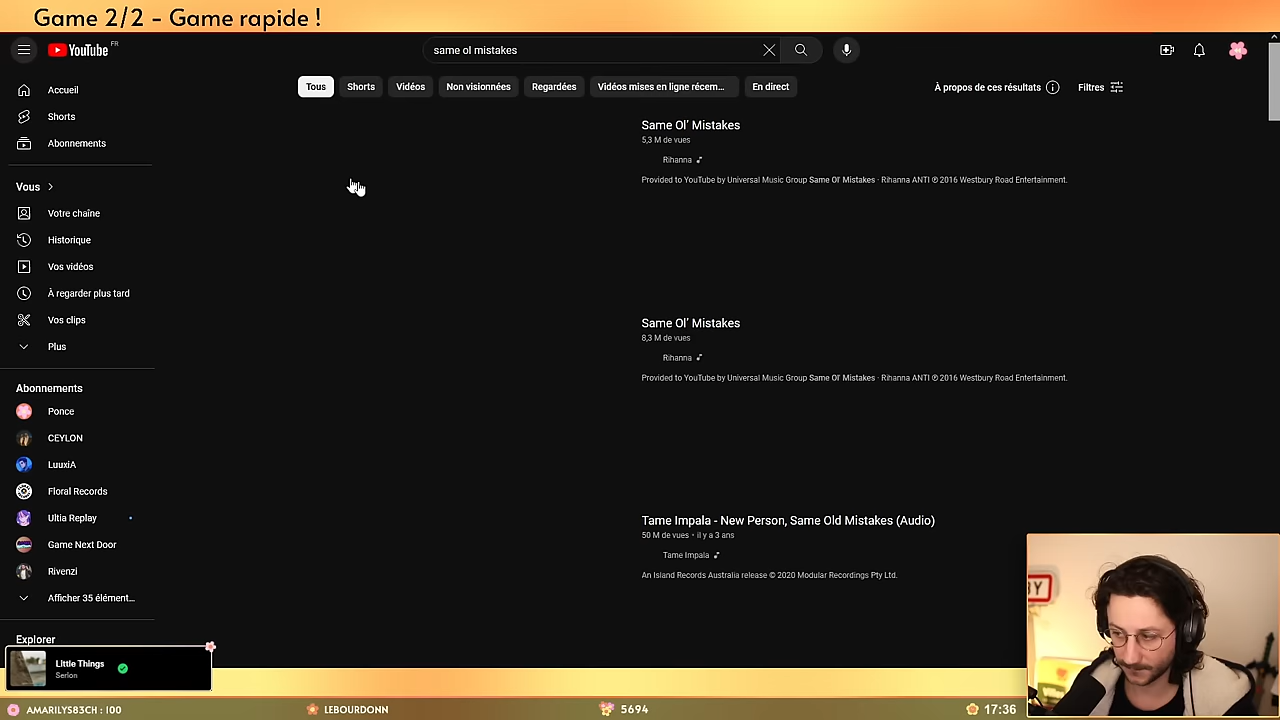 Game 2/2 - Game rapide !
YouTube FR
same ol mistakes
Accueil
Shorts
Abonnements
Vous
Votre chaîne
Historique
Vos vidéos
À regarder plus tard
Vos clips
Plus
Abonnements
Ponce
CEYLON
LuuxiA
Floral Records
Ultia Replay
Game Next Door
Rivenzi
Afficher 35 élément...
Explorer
Tous
Shorts
Vidéos
Non visionnées
Regardées
Vidéos mises en ligne récem...
En direct
À propos de ces résultats
Filtres
Same Ol' Mistakes
5,3 M de vues
Rihanna
Provided to YouTube by Universal Music Group Same Ol' Mistakes · Rihanna ANTI ℗ 2016 Westbury Road Entertainment.
Same Ol' Mistakes
8,3 M de vues
Rihanna
Provided to YouTube by Universal Music Group Same Ol' Mistakes · Rihanna ANTI ℗ 2016 Westbury Road Entertainment.
Tame Impala - New Person, Same Old Mistakes (Audio)
50 M de vues • il y a 3 ans
Tame Impala
An Island Records Australia release © 2020 Modular Recordings Pty Ltd.
Little Things
Serion
AMARILYS83CH : 100
LEBOURDONN
5694
17:36